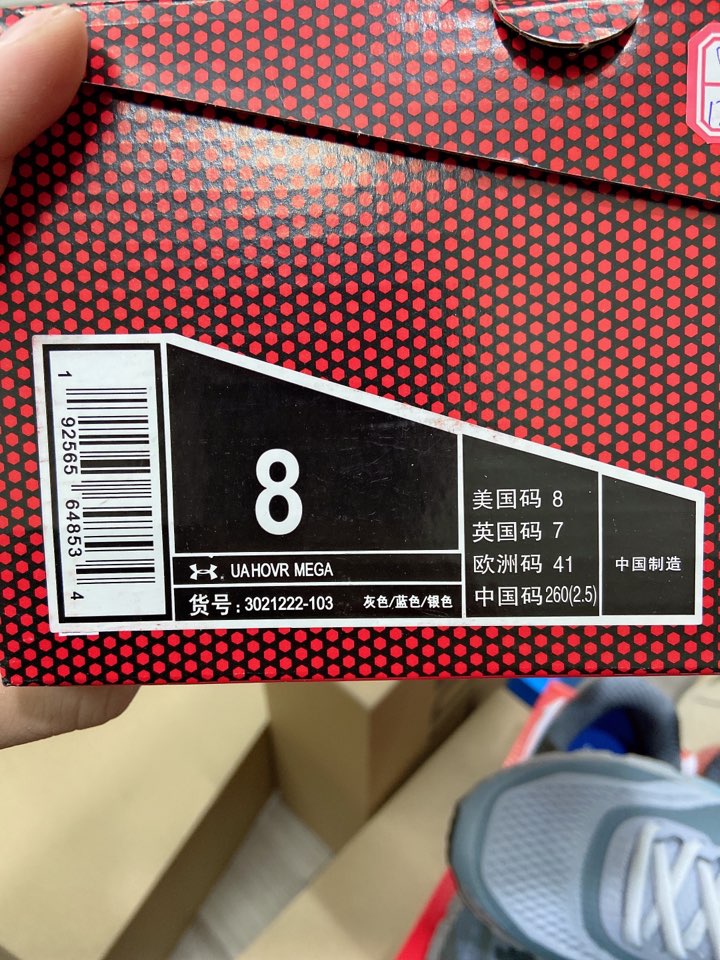 1 92565 64853 4
8
UA HOVR MEGA
货号: 3021222-103 灰色/蓝色/银色
美国码 8
英国码 7
欧洲码 41
中国码 260(2.5)
中国制造